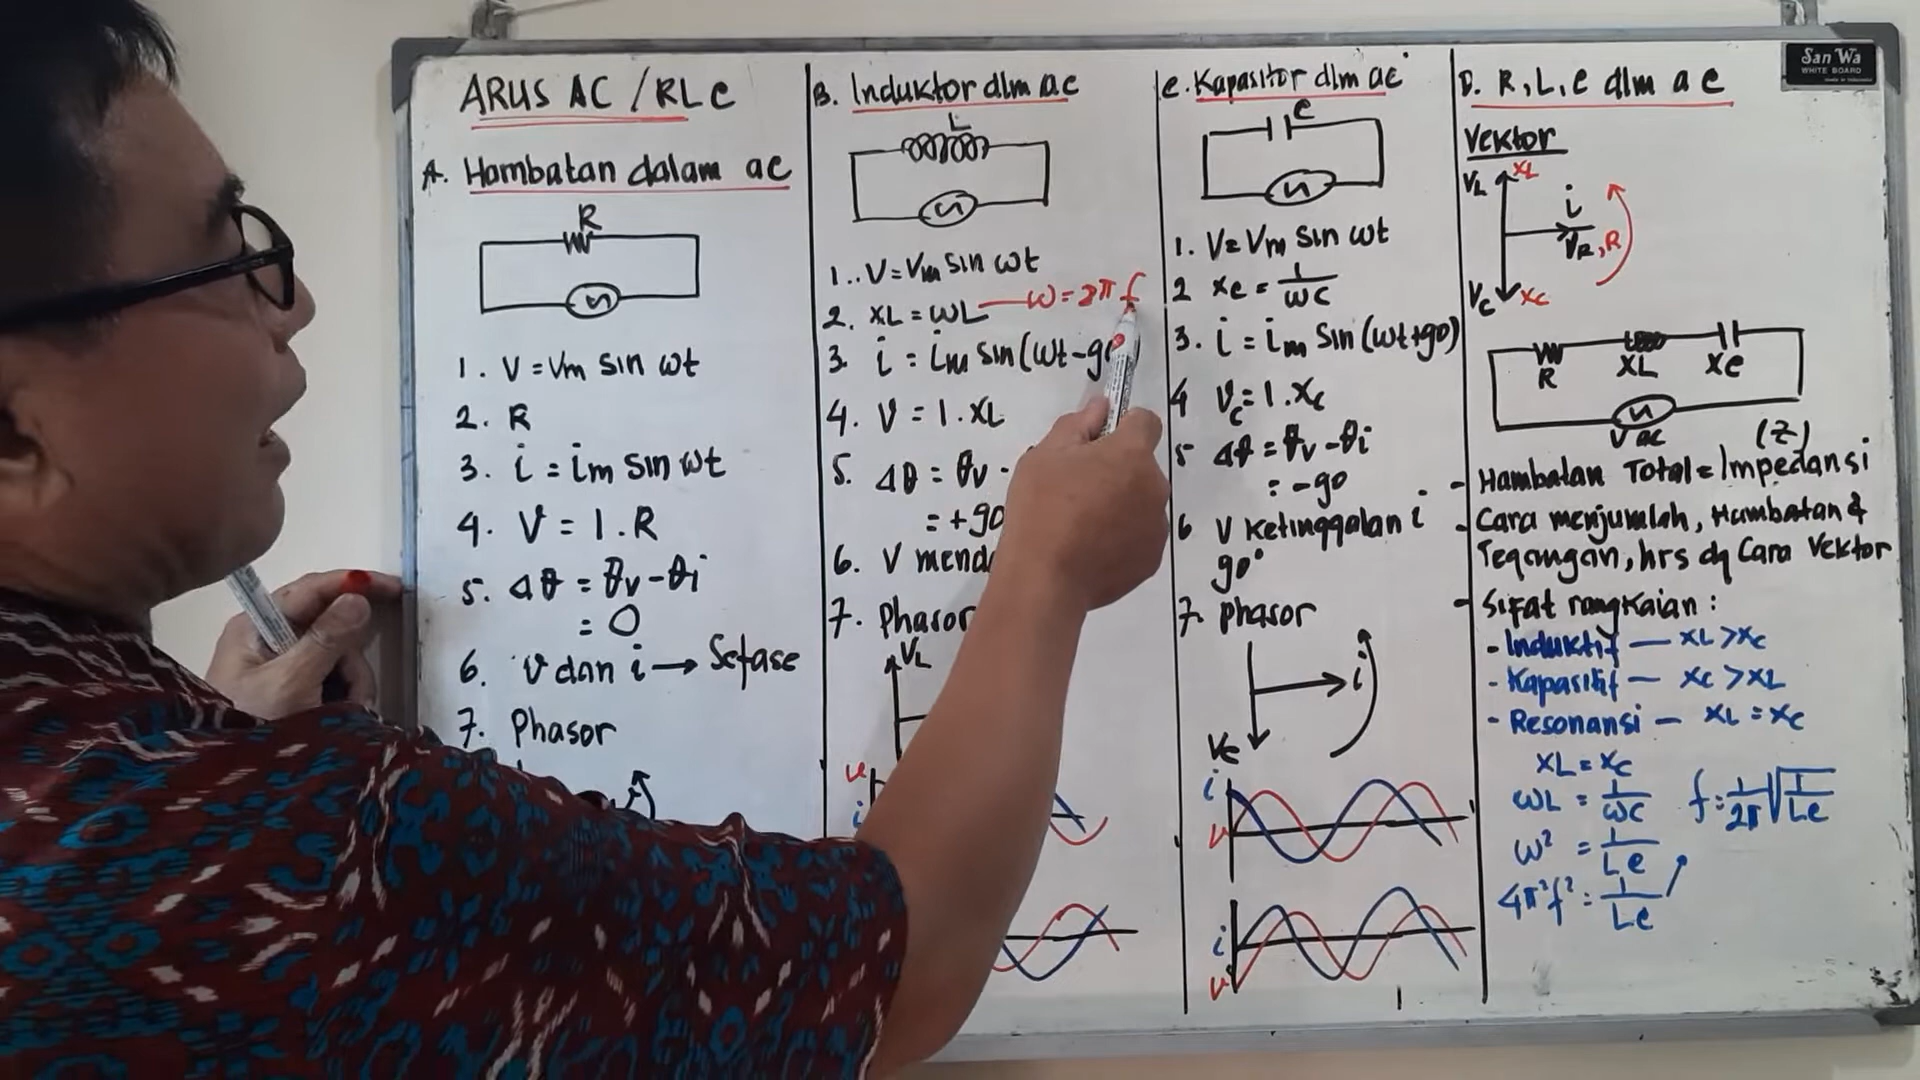 San Wa
WHITE BOARD
ARUS AC / RLC
A. Hambatan dalam ac
R
1. V = Vm sin ωt
2. R
3. i = im sin ωt
4. V = I . R
5. Δθ = θv - θi
= 0
6. V dan i → Sefase
7. Phasor
B. Induktor dlm ac
L
1.. V = Vm sin ωt
2. XL = ωL — ω = 2π f
3. i = im sin (ωt - 90
4. V = I . XL
5. Δθ = θv -
= +90
6. V
7. Phasor
VL
i
C. Kapasitor dlm ac
C
1. V = Vm sin ωt
2 Xc = 1/ωC
3. i = im sin (ωt + 90)
4 Vc = I . Xc
5 Δθ = θv - θi
: -90
6 V Ketinggalan i
90°
7. phasor
i
Vc
i
V
i
V
D. R, L, C dlm ac
Vektor
VL XL
i
VR, R
Vc Xc
R XL XC
V ac
(Z)
- Hambatan Total = Impedansi
- Cara menjumlah, Hambatan &
Tegangan, hrs dg Cara Vektor
- Sifat rangkaian :
- Induktif — XL > Xc
- Kapasitif — Xc > XL
- Resonansi — XL = Xc
XL = Xc
ωL = 1/ωC f = 1/2π √1/LC
ω² = 1/LC
4π²f² = 1/LC